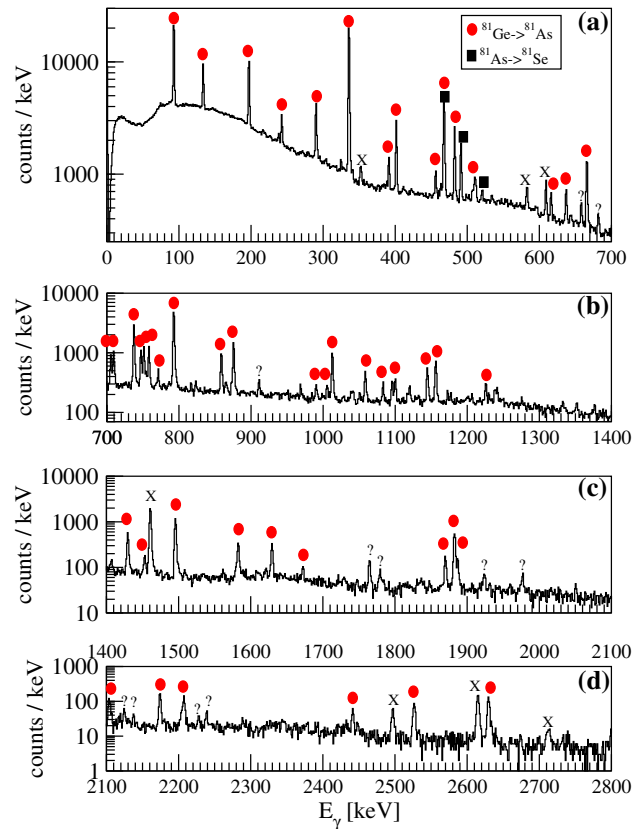 (a)
⁸¹Ge->⁸¹As
⁸¹As->⁸¹Se
counts / keV
10000
1000
X
X
X
?
?
0 100 200 300 400 500 600 700
(b)
counts / keV
10000
1000
100
?
700 800 900 1000 1100 1200 1300 1400
(c)
counts / keV
10000
1000
100
10
X
?
?
?
?
1400 1500 1600 1700 1800 1900 2000 2100
(d)
counts / keV
1000
100
10
1
?
?
?
?
X
X
X
2100 2200 2300 2400 2500 2600 2700 2800
E_γ [keV]